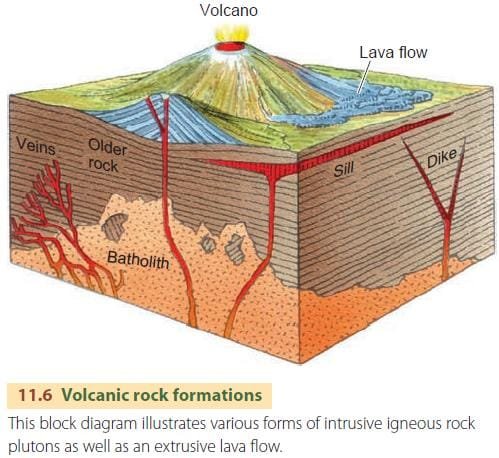 Volcano
Lava flow
Veins
Older
rock
Sill
Dike
Batholith
11.6 Volcanic rock formations
This block diagram illustrates various forms of intrusive igneous rock
plutons as well as an extrusive lava flow.